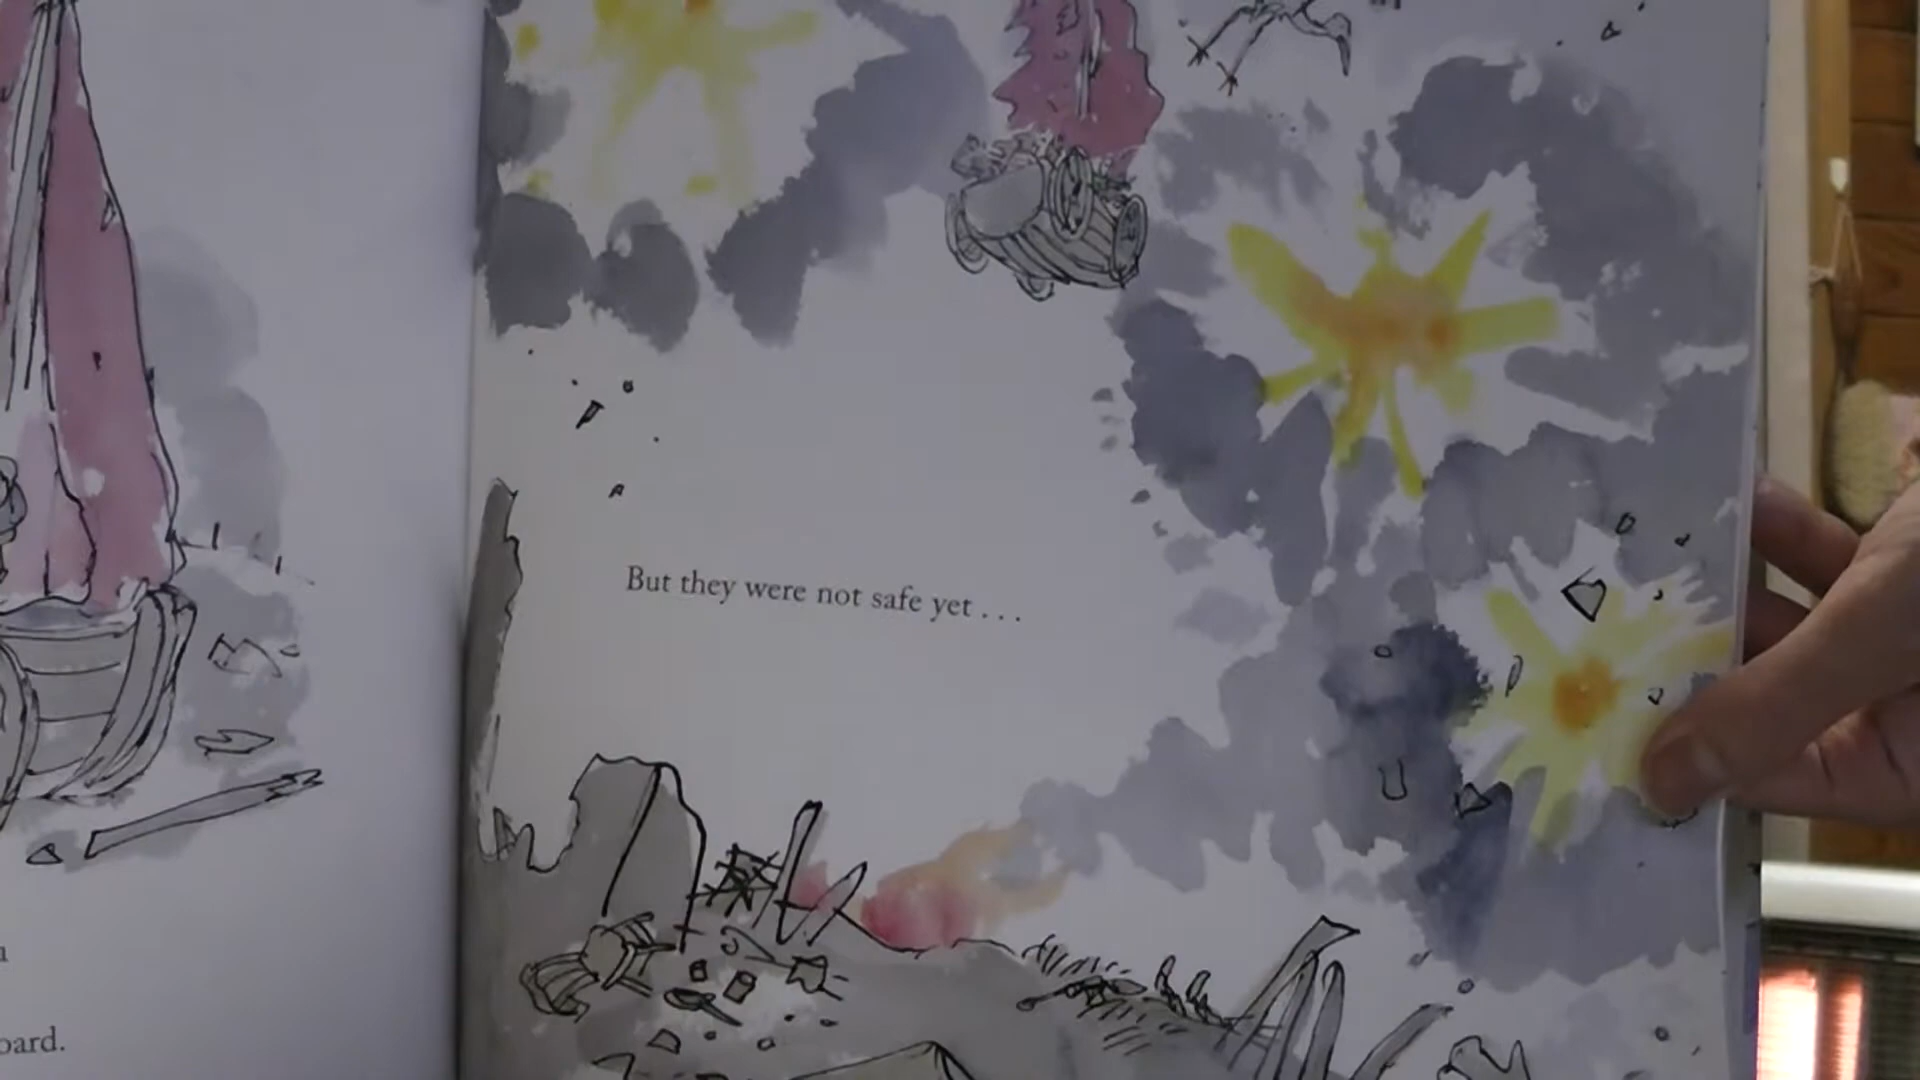 oard.
But they were not safe yet . . .